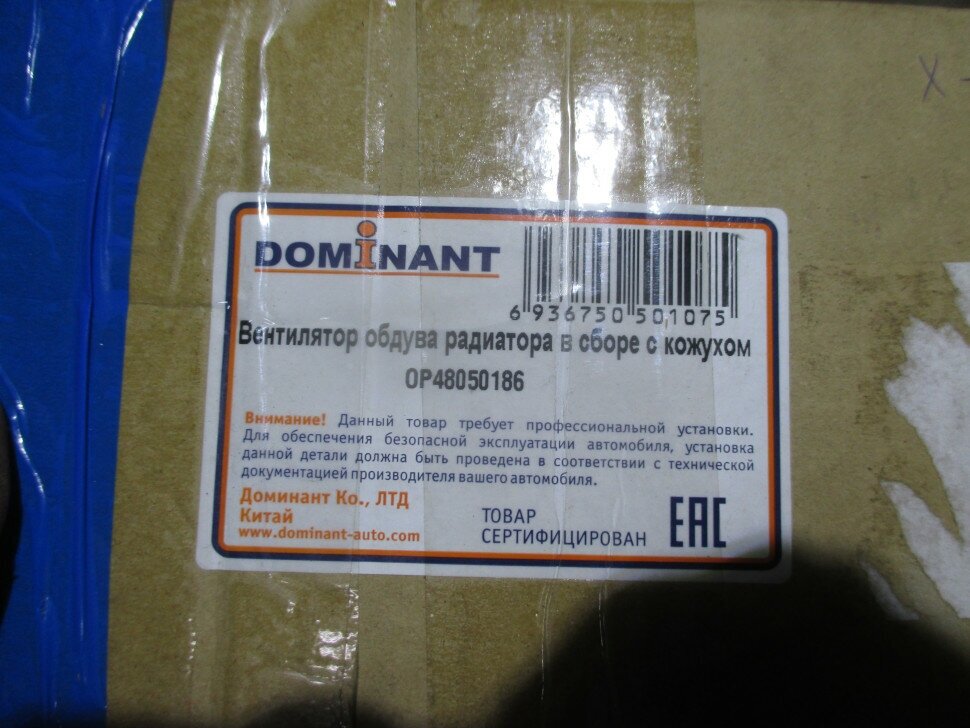 DOMiNANT
6 936750 501075
Вентилятор обдува радиатора в сборе с кожухом
OP48050186
Внимание! Данный товар требует профессиональной установки.
Для обеспечения безопасной эксплуатации автомобиля, установка
данной детали должна быть проведена в соответствии с технической
документацией производителя вашего автомобиля.
Доминант Ко., ЛТД
Китай
www.dominant-auto.com
ТОВАР
СЕРТИФИЦИРОВАН
EAC
X